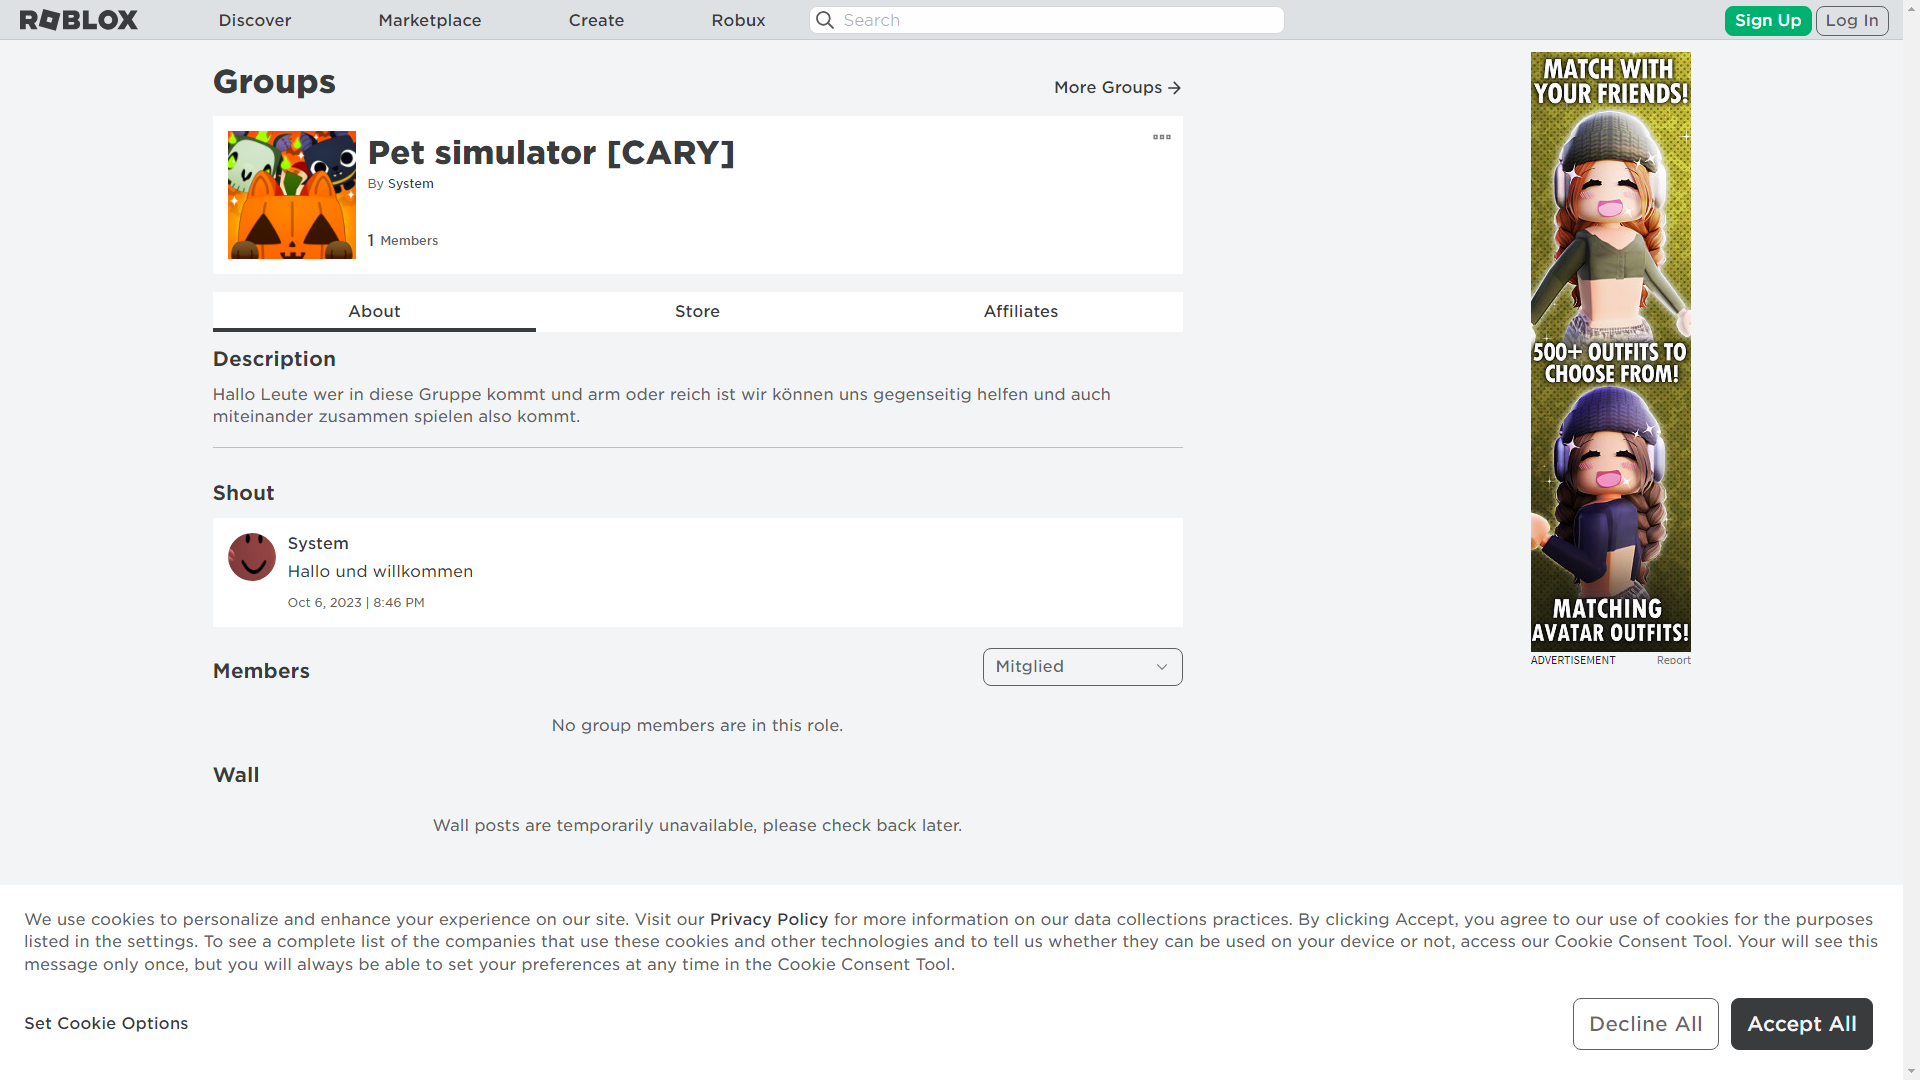 ROBLOX
Discover
Marketplace
Create
Robux
Search
Sign Up
Log In
Groups
More Groups
Pet simulator [CARY]
By System
1 Members
About
Store
Affiliates
Description
Hallo Leute wer in diese Gruppe kommt und arm oder reich ist wir können uns gegenseitig helfen und auch
miteinander zusammen spielen also kommt.
Shout
System
Hallo und willkommen
Oct 6, 2023 | 8:46 PM
Members
Mitglied
No group members are in this role.
Wall
Wall posts are temporarily unavailable, please check back later.
MATCH WITH
YOUR FRIENDS!
500+ OUTFITS TO
CHOOSE FROM!
MATCHING
AVATAR OUTFITS!
ADVERTISEMENT
Report
We use cookies to personalize and enhance your experience on our site. Visit our Privacy Policy for more information on our data collections practices. By clicking Accept, you agree to our use of cookies for the purposes
listed in the settings. To see a complete list of the companies that use these cookies and other technologies and to tell us whether they can be used on your device or not, access our Cookie Consent Tool. Your will see this
message only once, but you will always be able to set your preferences at any time in the Cookie Consent Tool.
Set Cookie Options
Decline All
Accept All